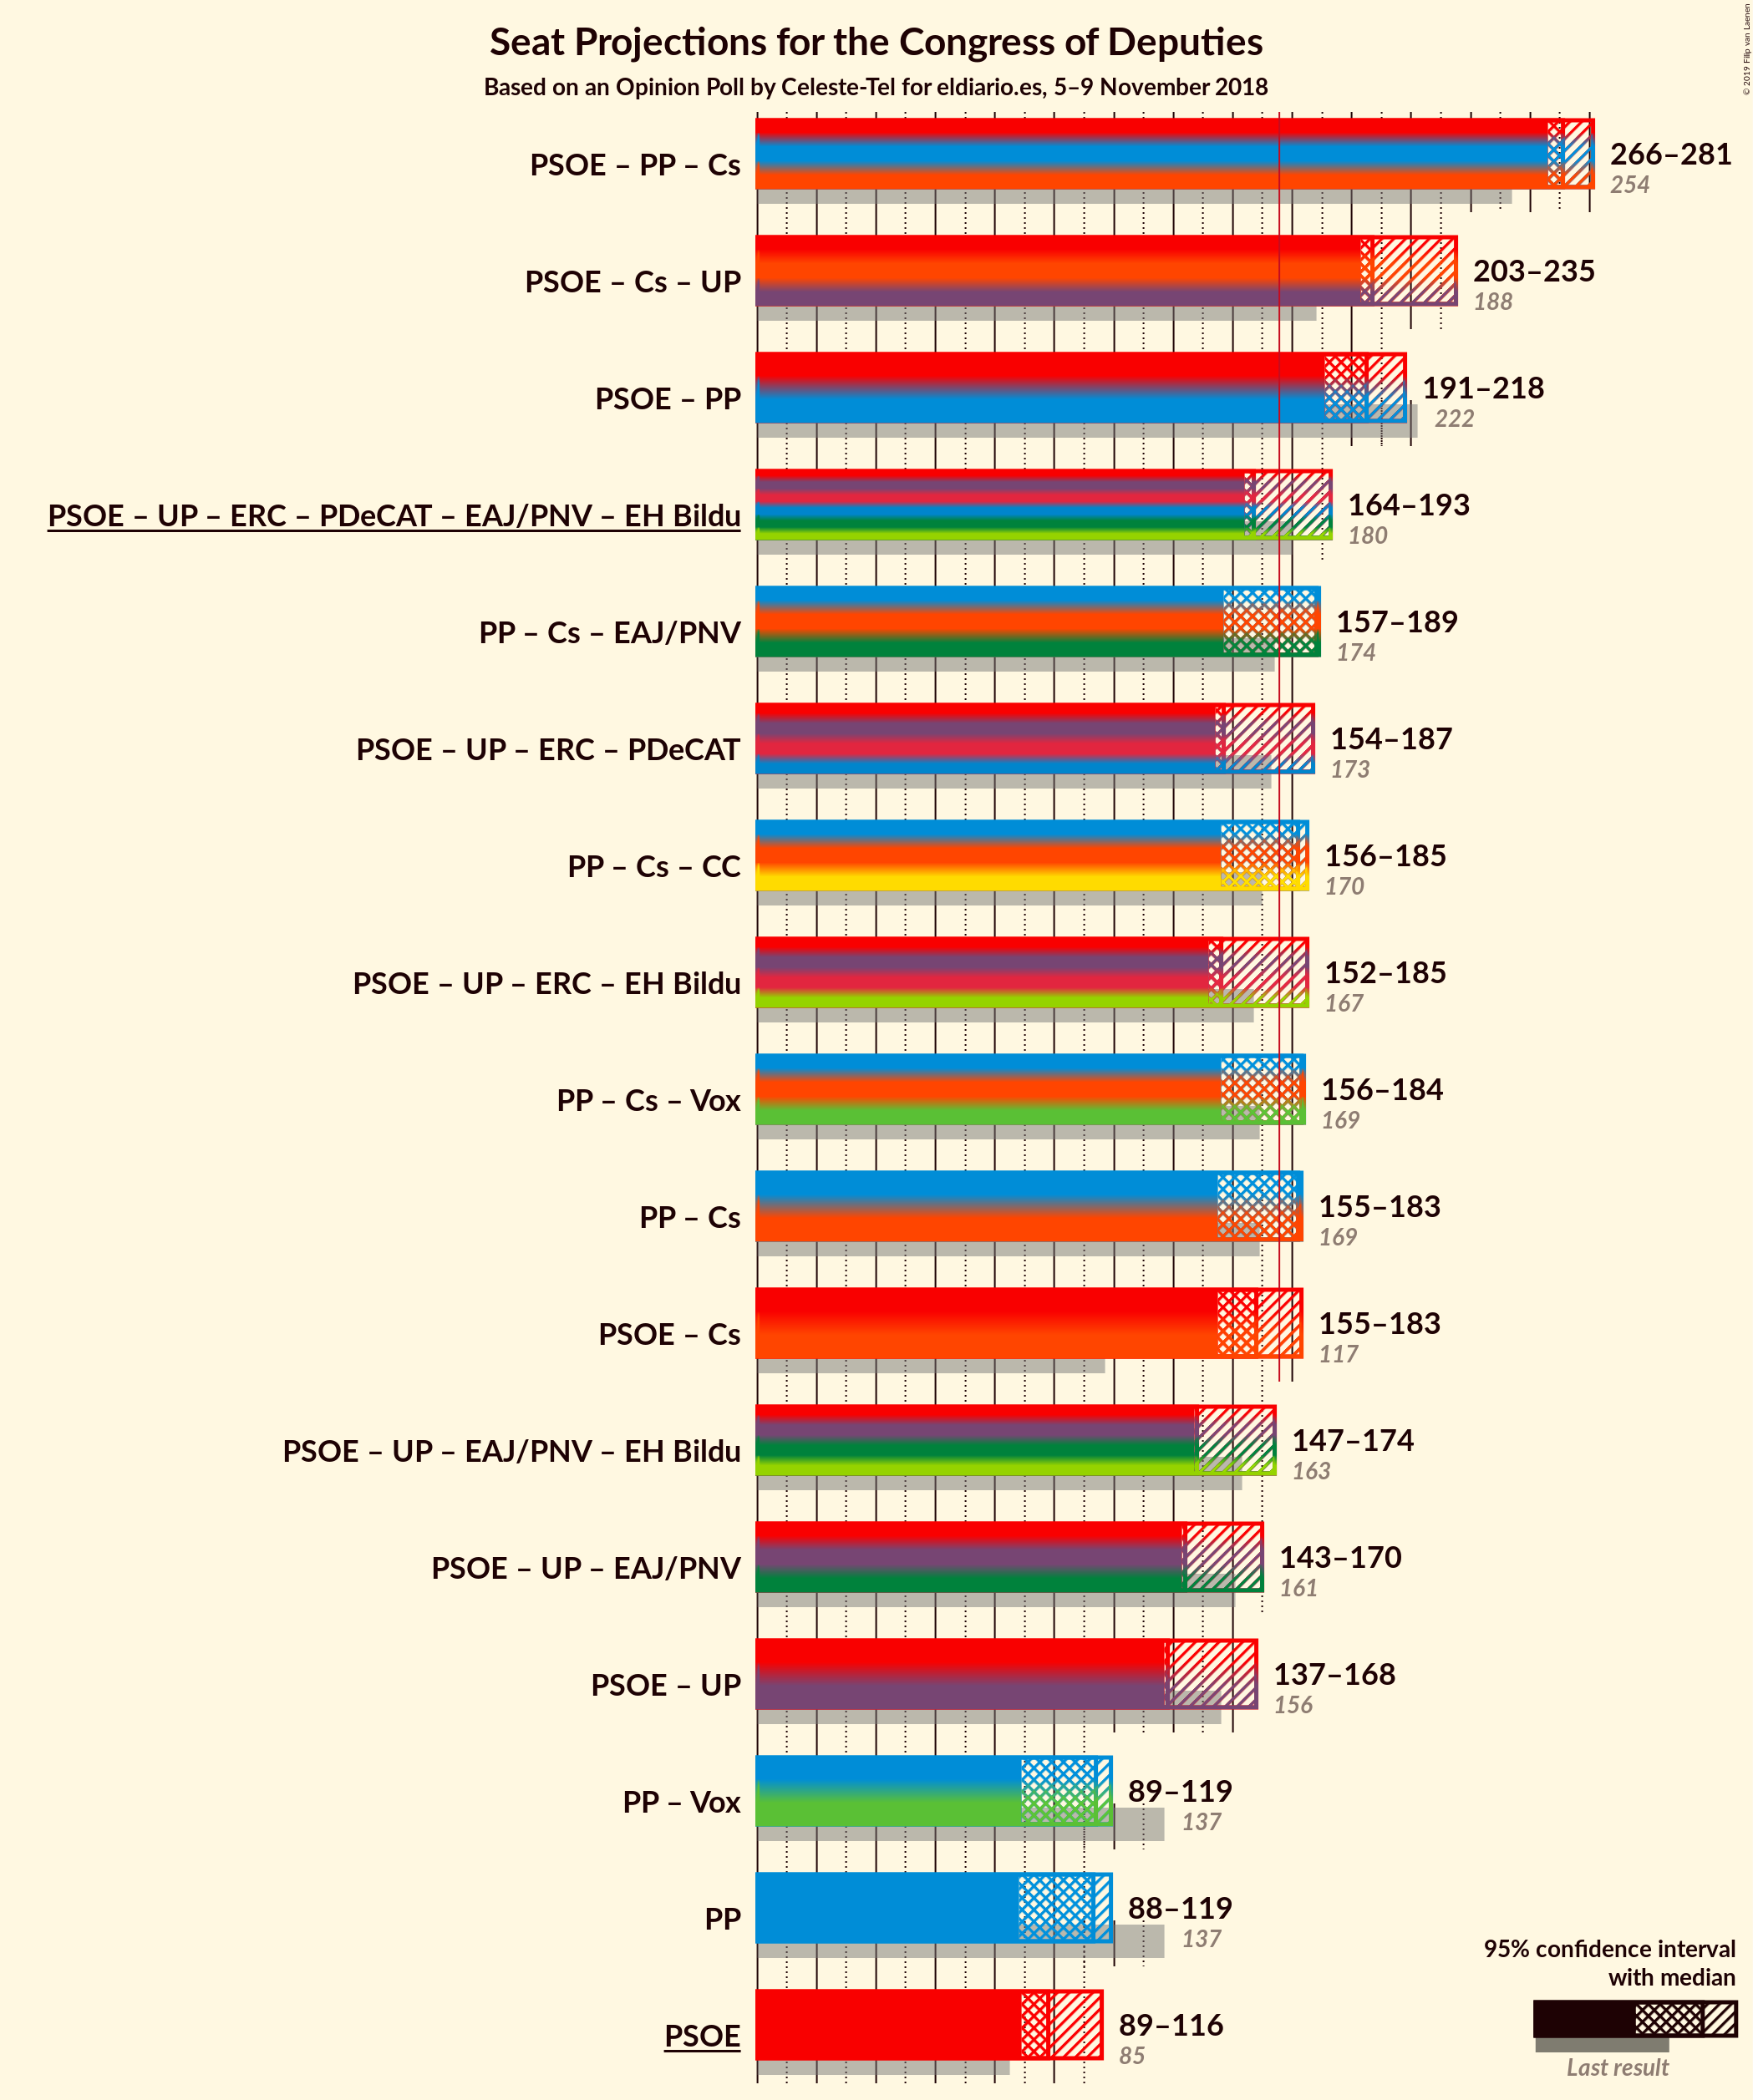 Seat Projections for the Congress of Deputies
Based on an Opinion Poll by Celeste-Tel for eldiario.es, 5–9 November 2018
© 2019 Filip van Laenen
PSOE – PP – Cs
266–281
254
PSOE – Cs – UP
203–235
188
PSOE – PP
191–218
222
PSOE – UP – ERC – PDeCAT – EAJ/PNV – EH Bildu
164–193
180
PP – Cs – EAJ/PNV
157–189
174
PSOE – UP – ERC – PDeCAT
154–187
173
PP – Cs – CC
156–185
170
PSOE – UP – ERC – EH Bildu
152–185
167
PP – Cs – Vox
156–184
169
PP – Cs
155–183
169
PSOE – Cs
155–183
117
PSOE – UP – EAJ/PNV – EH Bildu
147–174
163
PSOE – UP – EAJ/PNV
143–170
161
PSOE – UP
137–168
156
PP – Vox
89–119
137
PP
88–119
137
PSOE
89–116
85
95% confidence interval
with median
Last result